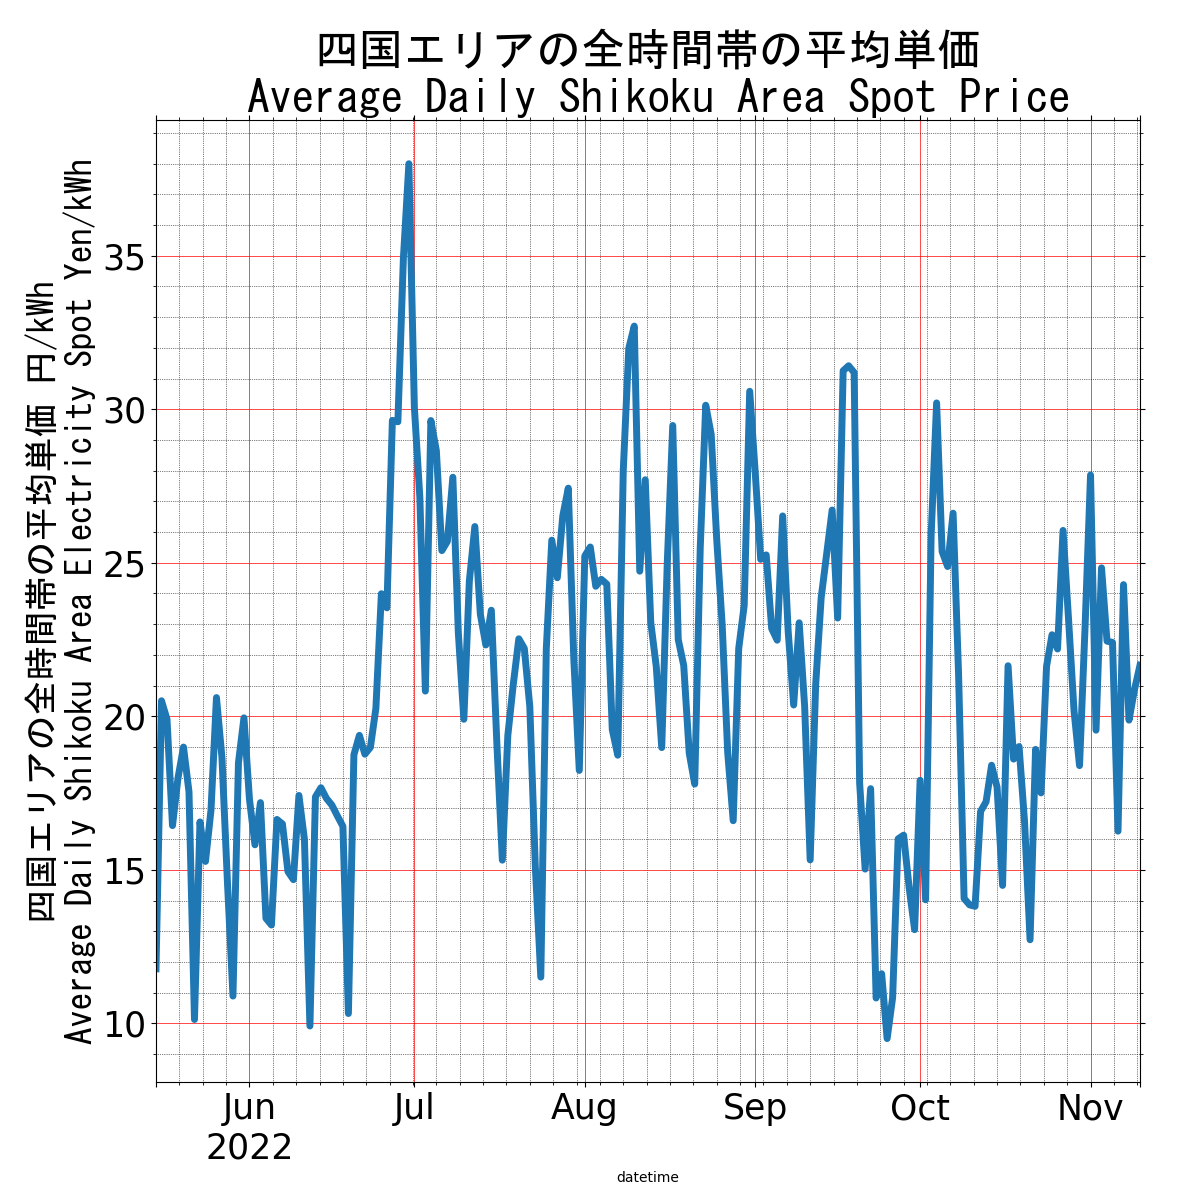 四国エリアの全時間帯の平均単価
Average Daily Shikoku Area Spot Price
四国エリアの全時間帯の平均単価 円/kWh
Average Daily Shikoku Area Electricity Spot Yen/kWh
35
30
25
20
15
10
Jun
2022
Jul
Aug
Sep
Oct
Nov
datetime